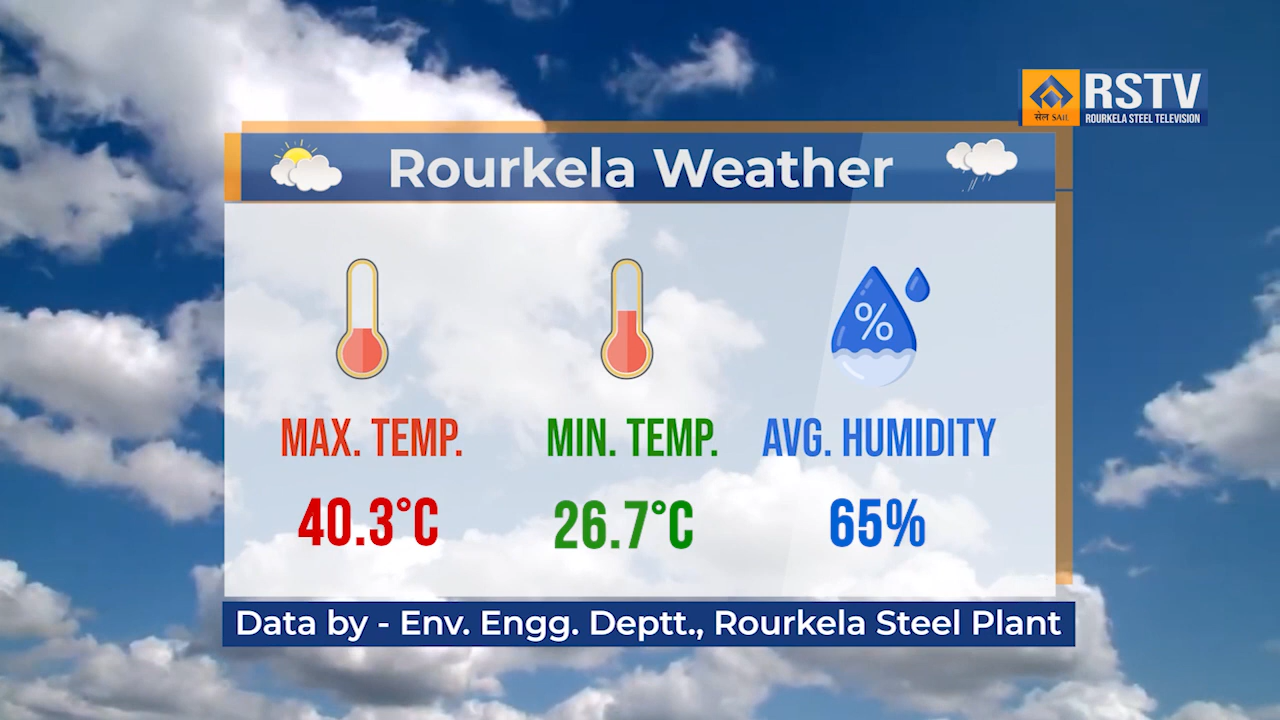 सेल SAIL
RSTV
ROURKELA STEEL TELEVISION
Rourkela Weather
%
MAX. TEMP.
MIN. TEMP.
AVG. HUMIDITY
40.3°C
26.7°C
65%
Data by - Env. Engg. Deptt., Rourkela Steel Plant